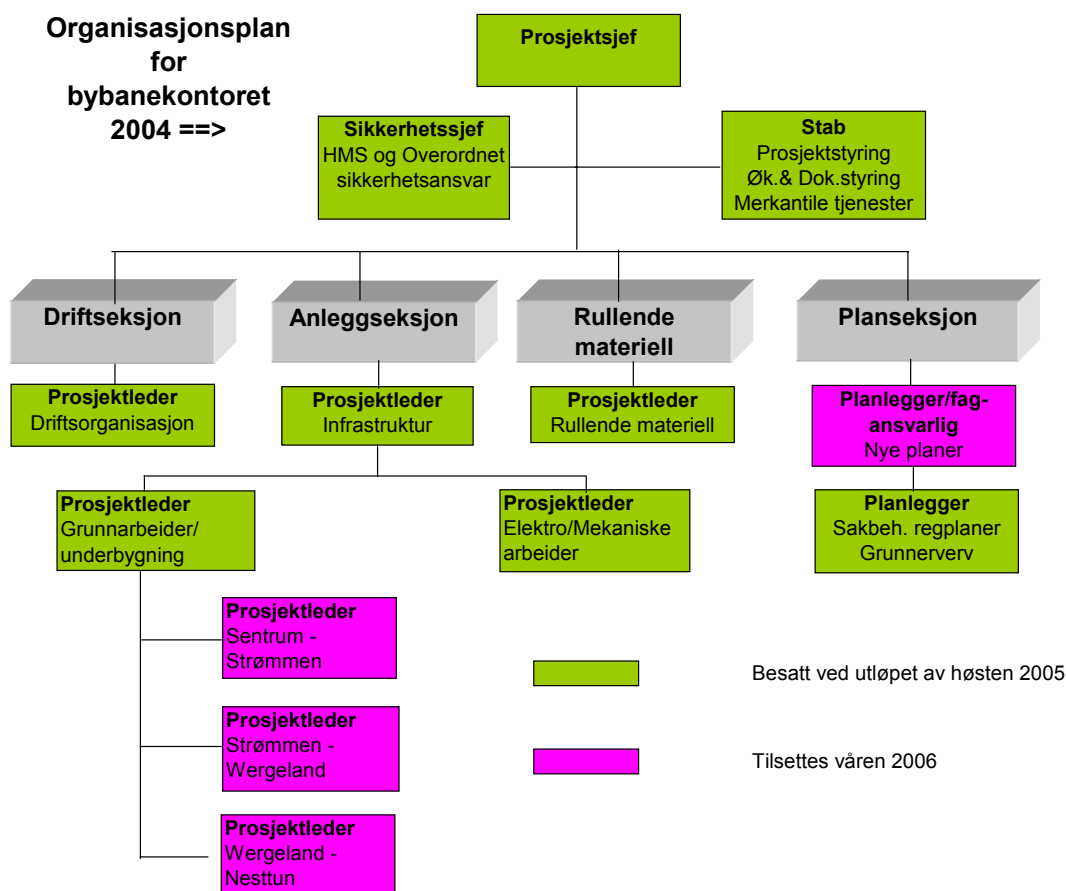 Organisasjonsplan
for
bybanekontoret
2004 ==>
Prosjektsjef
Sikkerhetssjef
HMS og Overordnet
sikkerhetsansvar
Stab
Prosjektstyring
Øk.& Dok.styring
Merkantile tjenester
Driftseksjon
Anleggseksjon
Rullende
materiell
Planseksjon
Prosjektleder
Driftsorganisasjon
Prosjektleder
Infrastruktur
Prosjektleder
Rullende materiell
Planlegger/fag-
ansvarlig
Nye planer
Prosjektleder
Grunnarbeider/
underbygning
Prosjektleder
Elektro/Mekaniske
arbeider
Planlegger
Sakbeh. regplaner
Grunnerverv
Prosjektleder
Sentrum -
Strømmen
Prosjektleder
Strømmen -
Wergeland
Prosjektleder
Wergeland -
Nesttun
Besatt ved utløpet av høsten 2005
Tilsettes våren 2006